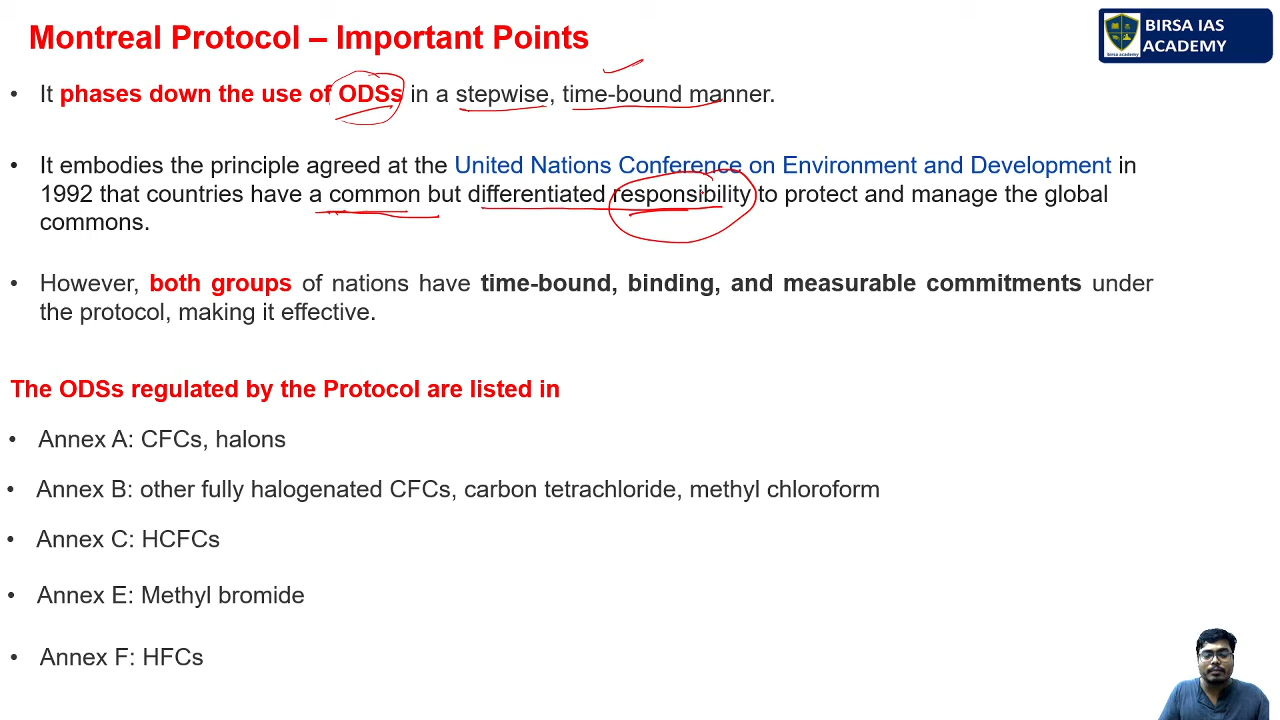 Montreal Protocol – Important Points
BIRSA IAS
ACADEMY
birsa academy
• It phases down the use of ODSs in a stepwise, time-bound manner.
• It embodies the principle agreed at the United Nations Conference on Environment and Development in
1992 that countries have a common but differentiated responsibility to protect and manage the global
commons.
• However, both groups of nations have time-bound, binding, and measurable commitments under
the protocol, making it effective.
The ODSs regulated by the Protocol are listed in
• Annex A: CFCs, halons
• Annex B: other fully halogenated CFCs, carbon tetrachloride, methyl chloroform
• Annex C: HCFCs
• Annex E: Methyl bromide
• Annex F: HFCs